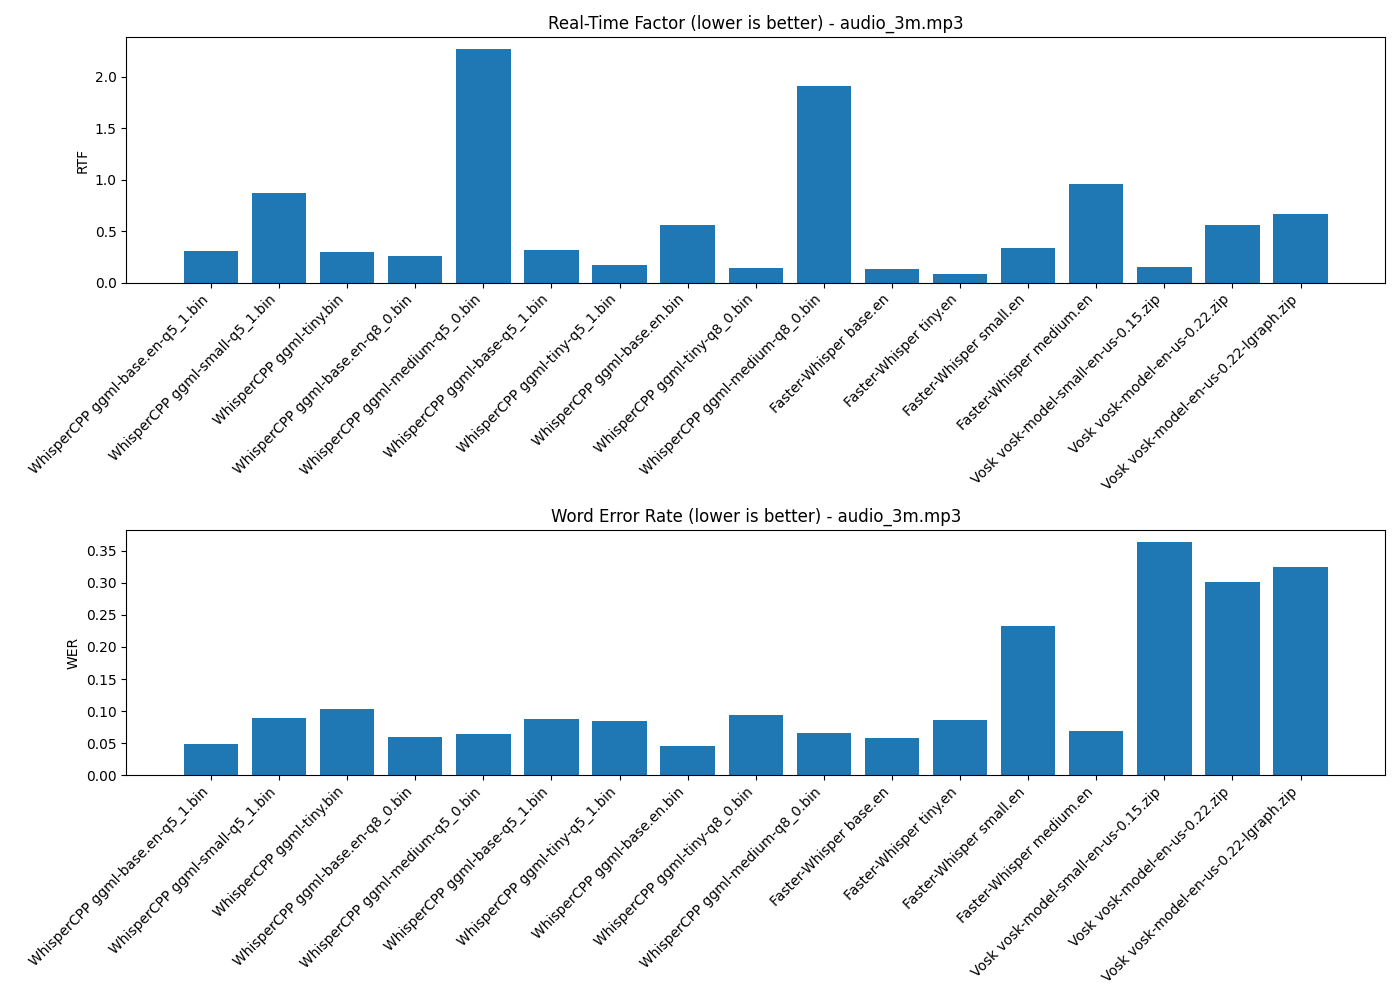 Real-Time Factor (lower is better) - audio_3m.mp3
RTF
2.0
1.5
1.0
0.5
0.0
WhisperCPP ggml-base.en-q5_1.bin
WhisperCPP ggml-small-q5_1.bin
WhisperCPP ggml-tiny.bin
WhisperCPP ggml-base.en-q8_0.bin
WhisperCPP ggml-medium-q5_0.bin
WhisperCPP ggml-base-q5_1.bin
WhisperCPP ggml-tiny-q5_1.bin
WhisperCPP ggml-base.en.bin
WhisperCPP ggml-tiny-q8_0.bin
WhisperCPP ggml-medium-q8_0.bin
Faster-Whisper base.en
Faster-Whisper tiny.en
Faster-Whisper small.en
Faster-Whisper medium.en
Vosk vosk-model-small-en-us-0.15.zip
Vosk vosk-model-en-us-0.22.zip
Vosk vosk-model-en-us-0.22-lgraph.zip
Word Error Rate (lower is better) - audio_3m.mp3
WER
0.35
0.30
0.25
0.20
0.15
0.10
0.05
0.00
WhisperCPP ggml-base.en-q5_1.bin
WhisperCPP ggml-small-q5_1.bin
WhisperCPP ggml-tiny.bin
WhisperCPP ggml-base.en-q8_0.bin
WhisperCPP ggml-medium-q5_0.bin
WhisperCPP ggml-base-q5_1.bin
WhisperCPP ggml-tiny-q5_1.bin
WhisperCPP ggml-base.en.bin
WhisperCPP ggml-tiny-q8_0.bin
WhisperCPP ggml-medium-q8_0.bin
Faster-Whisper base.en
Faster-Whisper tiny.en
Faster-Whisper small.en
Faster-Whisper medium.en
Vosk vosk-model-small-en-us-0.15.zip
Vosk vosk-model-en-us-0.22.zip
Vosk vosk-model-en-us-0.22-lgraph.zip